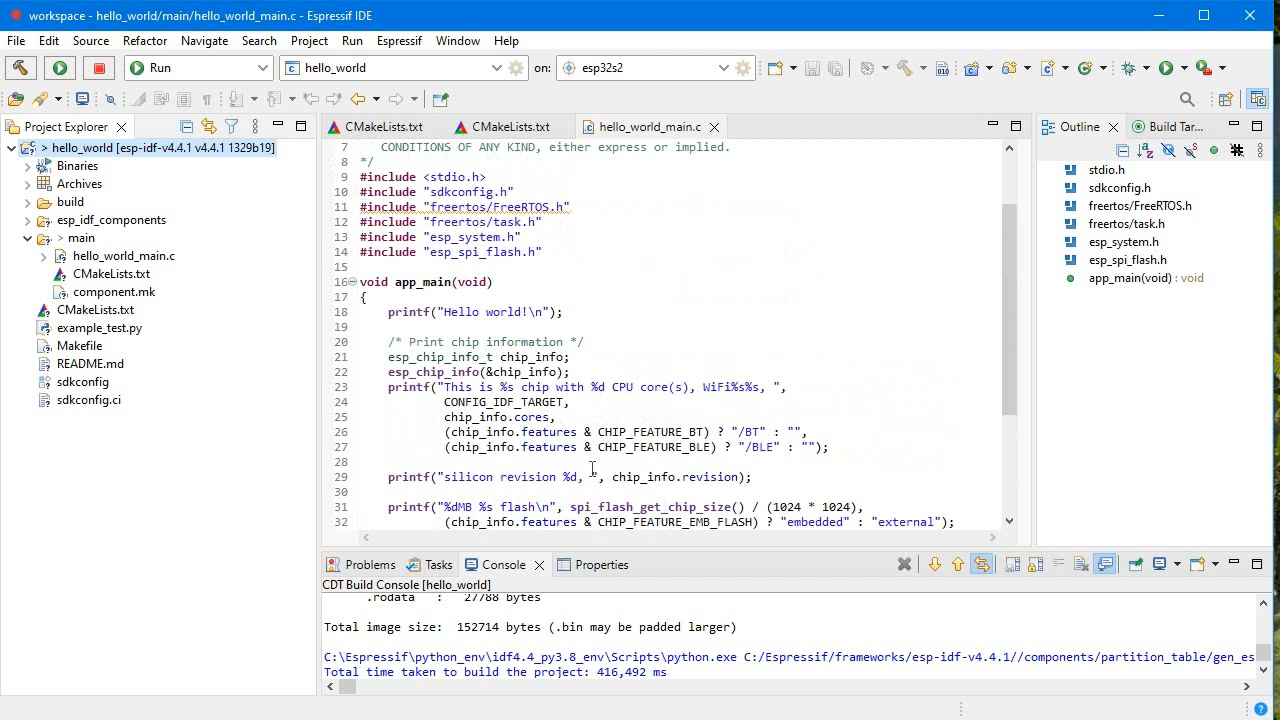 workspace - hello_world/main/hello_world_main.c - Espressif IDE
File Edit Source Refactor Navigate Search Project Run Espressif Window Help
Run hello_world on: esp32s2
Project Explorer
hello_world [esp-idf-v4.4.1 v4.4.1 1329b19]
Binaries
Archives
build
esp_idf_components
main
hello_world_main.c
CMakeLists.txt
component.mk
CMakeLists.txt
example_test.py
Makefile
README.md
sdkconfig
sdkconfig.ci
CMakeLists.txt CMakeLists.txt hello_world_main.c
7 CONDITIONS OF ANY KIND, either express or implied.
8 */
9 #include <stdio.h>
10 #include "sdkconfig.h"
11 #include "freertos/FreeRTOS.h"
12 #include "freertos/task.h"
13 #include "esp_system.h"
14 #include "esp_spi_flash.h"
15
16 void app_main(void)
17 {
18 printf("Hello world!\n");
19
20 /* Print chip information */
21 esp_chip_info_t chip_info;
22 esp_chip_info(&chip_info);
23 printf("This is %s chip with %d CPU core(s), WiFi%s%s, ",
24 CONFIG_IDF_TARGET,
25 chip_info.cores,
26 (chip_info.features & CHIP_FEATURE_BT) ? "/BT" : "",
27 (chip_info.features & CHIP_FEATURE_BLE) ? "/BLE" : "");
28
29 printf("silicon revision %d, ", chip_info.revision);
30
31 printf("%dMB %s flash\n", spi_flash_get_chip_size() / (1024 * 1024),
32 (chip_info.features & CHIP_FEATURE_EMB_FLASH) ? "embedded" : "external");
Outline Build Tar...
stdio.h
sdkconfig.h
freertos/FreeRTOS.h
freertos/task.h
esp_system.h
esp_spi_flash.h
app_main(void) : void
Problems Tasks Console Properties
CDT Build Console [hello_world]
.rodata : 27788 bytes
Total image size: 152714 bytes (.bin may be padded larger)
C:\Espressif\python_env\idf4.4_py3.8_env\Scripts\python.exe C:/Espressif/frameworks/esp-idf-v4.4.1//components/partition_table/gen_es
Total time taken to build the project: 416,492 ms